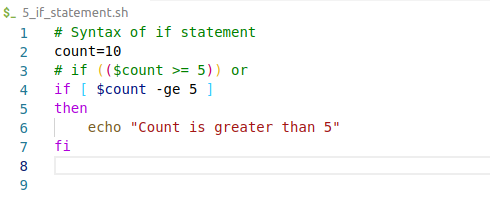 $_ 5_if_statement.sh
1 # Syntax of if statement
2 count=10
3 # if (($count >= 5)) or
4 if [ $count -ge 5 ]
5 then
6     echo "Count is greater than 5"
7 fi
8
9